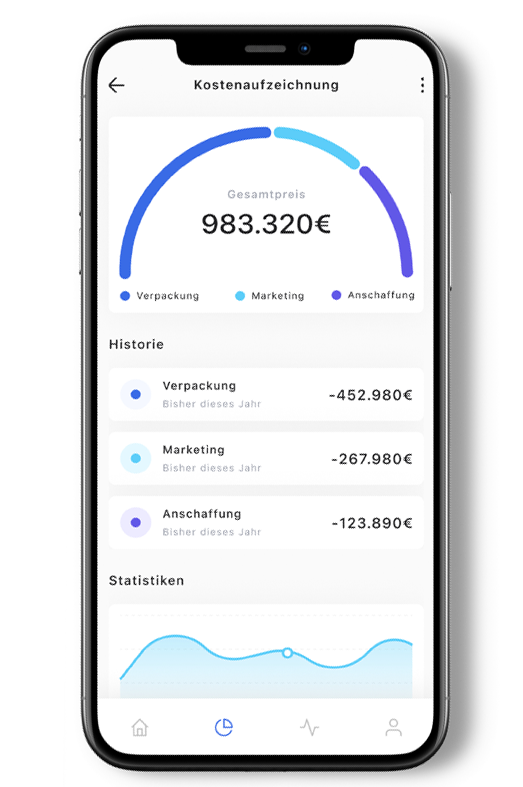 Kostenaufzeichnung
Gesamtpreis
983.320€
Verpackung
Marketing
Anschaffung
Historie
Verpackung
Bisher dieses Jahr
-452.980€
Marketing
Bisher dieses Jahr
-267.980€
Anschaffung
Bisher dieses Jahr
-123.890€
Statistiken